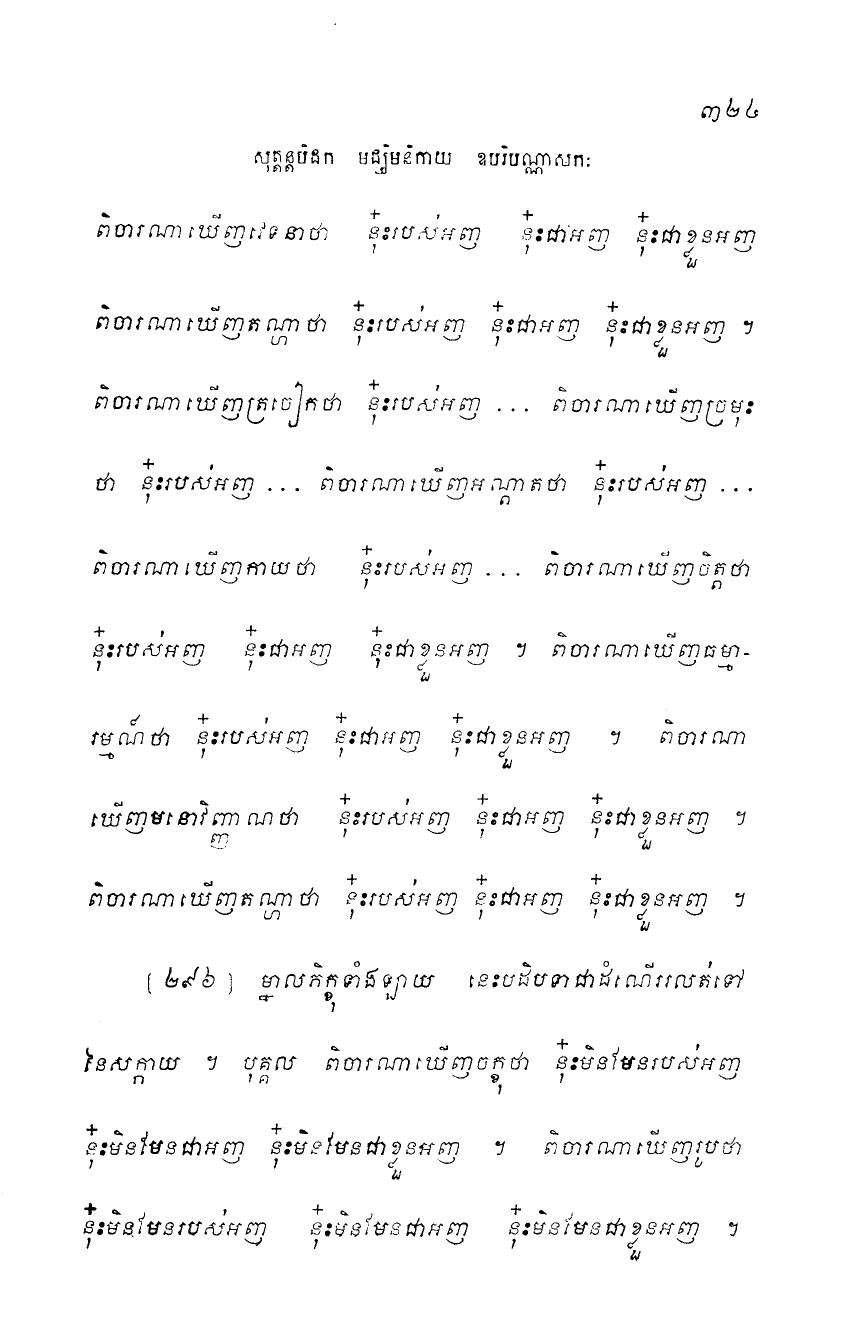 ៣២៤
សុត្តន្តបិដក មជ្ឈិមនិកាយ ឧបរិបណ្ណាសកៈ
ពិចារណាឃើញវេទនាថា នុ៎ះរបស់អញ នុ៎ះជាអញ នុ៎ះជាខ្លួនអញ
ពិចារណាឃើញតណ្ហាថា នុ៎ះរបស់អញ នុ៎ះជាអញ នុ៎ះជាខ្លួនអញ ។
ពិចារណាឃើញត្រចៀកថា នុ៎ះរបស់អញ ... ពិចារណាឃើញច្រមុះ
ថា នុ៎ះរបស់អញ ... ពិចារណាឃើញអណ្តាតថា នុ៎ះរបស់អញ ...
ពិចារណាឃើញកាយថា នុ៎ះរបស់អញ ... ពិចារណាឃើញចិត្តថា
នុ៎ះរបស់អញ នុ៎ះជាអញ នុ៎ះជាខ្លួនអញ ។ ពិចារណាឃើញធម្មា-
រម្មណ៍ថា នុ៎ះរបស់អញ នុ៎ះជាអញ នុ៎ះជាខ្លួនអញ ។ ពិចារណា
ឃើញមនោវិញ្ញាណថា នុ៎ះរបស់អញ នុ៎ះជាអញ នុ៎ះជាខ្លួនអញ ។
ពិចារណាឃើញតណ្ហាថា នុ៎ះរបស់អញ នុ៎ះជាអញ នុ៎ះជាខ្លួនអញ ។
[២៩៦] ម្នាលភិក្ខុទាំងឡាយ នេះបដិបទាជាដំណើររលត់ទៅ
នៃសក្កាយ ។ បុគ្គល ពិចារណាឃើញចក្ខុថា នុ៎ះមិនមែនរបស់អញ
នុ៎ះមិនមែនជាអញ នុ៎ះមិនមែនជាខ្លួនអញ ។ ពិចារណាឃើញរូបថា
នុ៎ះមិនមែនរបស់អញ នុ៎ះមិនមែនជាអញ នុ៎ះមិនមែនជាខ្លួនអញ ។